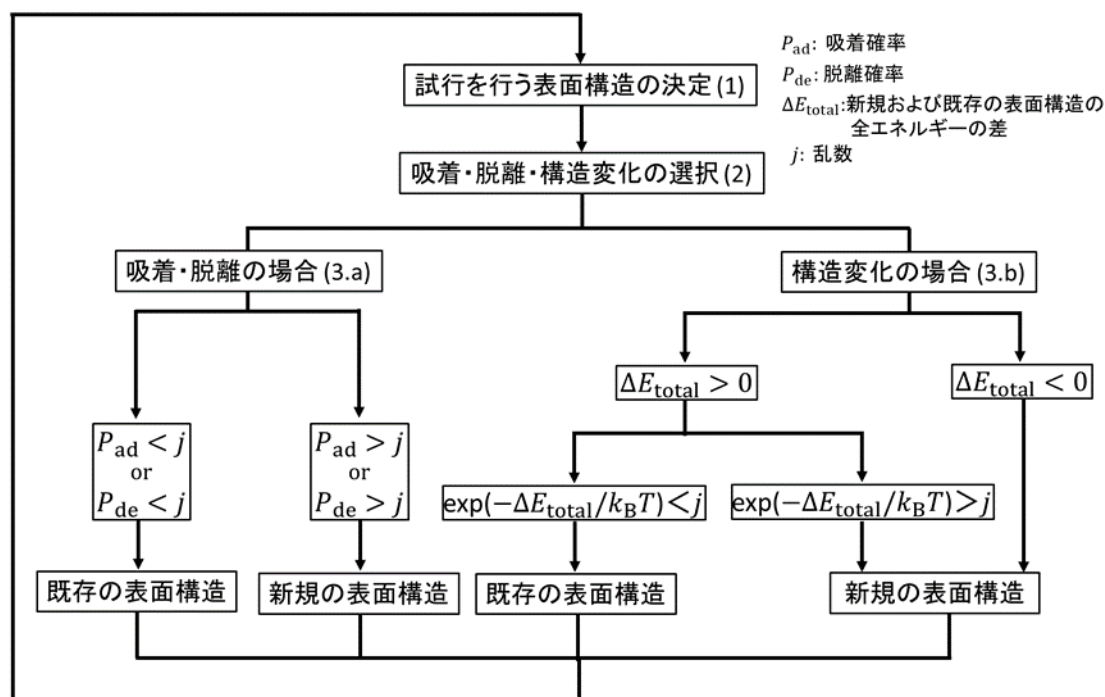 P_ad: 吸着確率
P_de: 脱離確率
ΔE_total:新規および既存の表面構造の
全エネルギーの差
j: 乱数
試行を行う表面構造の決定 (1)
吸着・脱離・構造変化の選択 (2)
吸着・脱離の場合 (3.a)
構造変化の場合 (3.b)
ΔE_total > 0
ΔE_total < 0
P_ad < j
or
P_de < j
P_ad > j
or
P_de > j
exp(−ΔE_total/k_BT)<j
exp(−ΔE_total/k_BT)>j
既存の表面構造
新規の表面構造
既存の表面構造
新規の表面構造